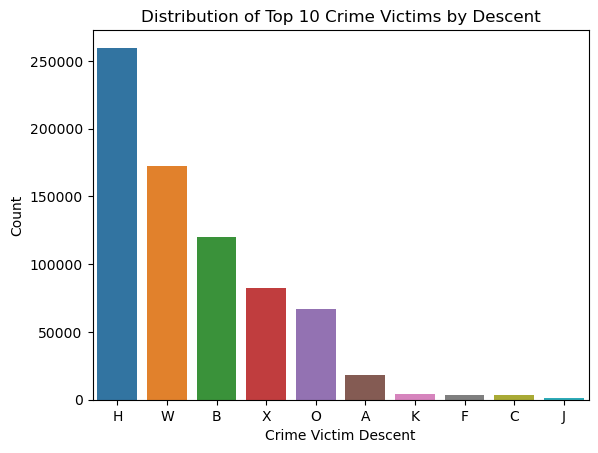 Distribution of Top 10 Crime Victims by Descent
Count
250000
200000
150000
100000
50000
0
H W B X O A K F C J
Crime Victim Descent